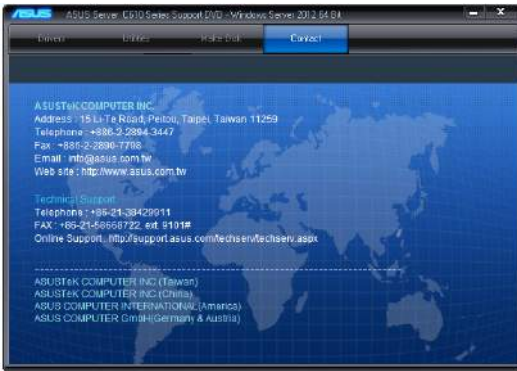 ASUS ASUS Server C610 Series Support DVD - Windows Server 2012 64 Bit
Drivers Utilities Make Disk Contact
ASUSTeK COMPUTER INC.
Address : 15 Li-Te Road, Peitou, Taipei, Taiwan 11259
Telephone : +886-2-2894-3447
Fax : +886-2-2890-7798
Email : info@asus.com.tw
Web site : http://www.asus.com.tw
Technical Support
Telephone : +86-21-38429911
FAX : +86-21-58668722, ext. 9101#
Online Support : http://support.asus.com/techserv/techserv.aspx
ASUSTeK COMPUTER INC (Taiwan)
ASUSTeK COMPUTER INC (China)
ASUS COMPUTER INTERNATIONAL(America)
ASUS COMPUTER GmbH(Germany & Austria)